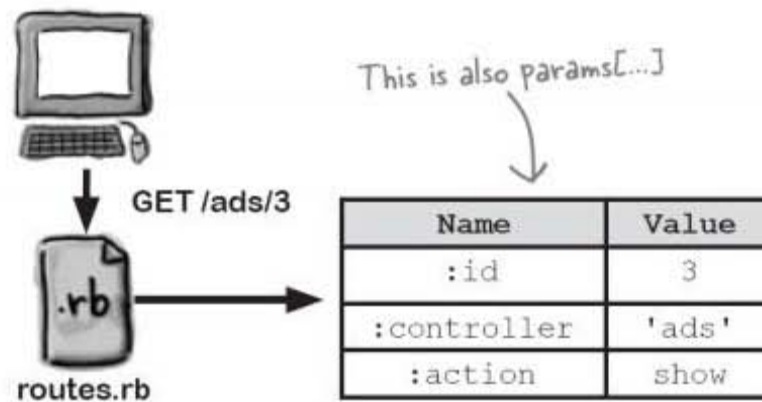 This is also params[...]
GET /ads/3
.rb
routes.rb
Name Value
:id 3
:controller 'ads'
:action show